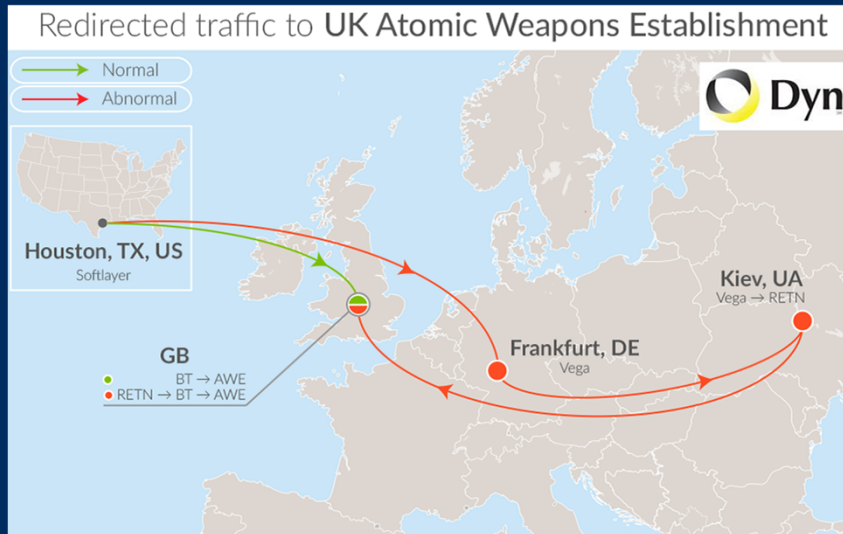 Redirected traffic to UK Atomic Weapons Establishment
Normal
Abnormal
Dyn
Houston, TX, US
Softlayer
Kiev, UA
Vega → RETN
Frankfurt, DE
Vega
GB
BT → AWE
RETN → BT → AWE